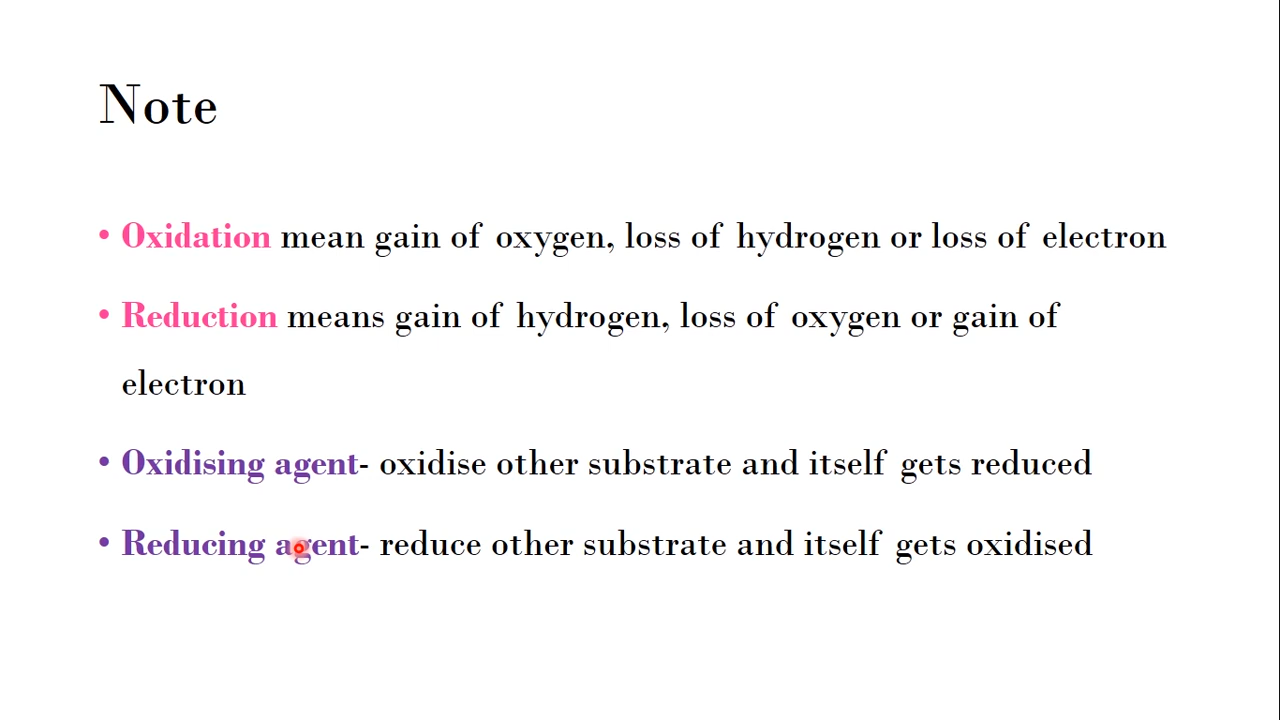 Note
• Oxidation mean gain of oxygen, loss of hydrogen or loss of electron
• Reduction means gain of hydrogen, loss of oxygen or gain of
electron
• Oxidising agent- oxidise other substrate and itself gets reduced
• Reducing agent- reduce other substrate and itself gets oxidised